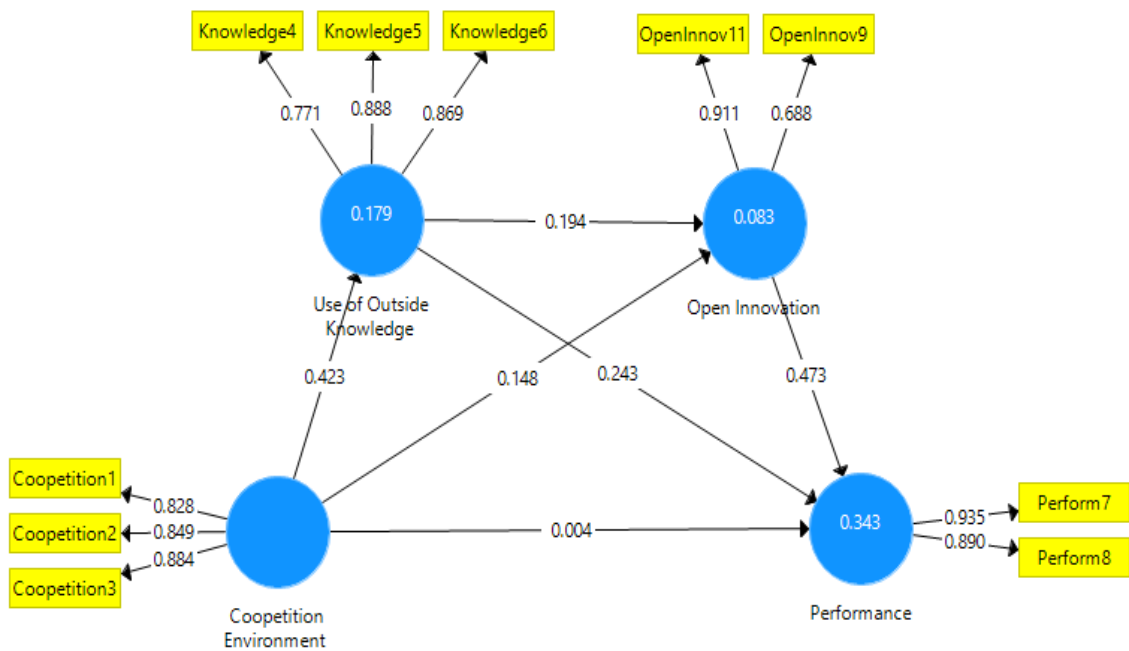 Knowledge4
Knowledge5
Knowledge6
OpenInnov11
OpenInnov9
0.771
0.888
0.869
0.911
0.688
0.179
0.194
0.083
Use of Outside
Knowledge
Open Innovation
0.423
0.148
0.243
0.473
Coopetition1
Coopetition2
Coopetition3
0.828
0.849
0.884
0.004
0.343
0.935
0.890
Perform7
Perform8
Coopetition
Environment
Performance